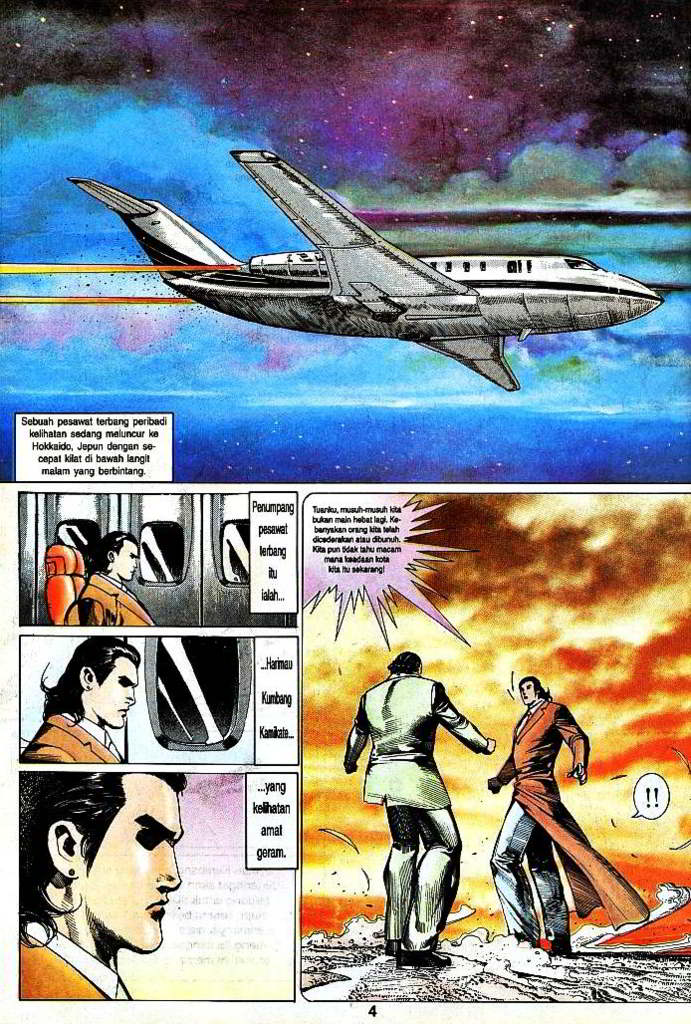 Sebuah pesawat terbang peribadi
kelihatan sedang meluncur ke
Hokkaido, Jepun dengan se-
cepat kilat di bawah langit
malam yang berbintang.
Penumpang
pesawat
terbang
itu
ialah...
...Harimau
Kumbang
Kamikate...
...yang
kelihatan
amat
geram.
Tuanku, musuh-musuh kita
bukan main hebat lagi. Ke-
banyakan orang kita telah
dicederakan atau dibunuh.
Kita pun tidak tahu macam
mana keadaan kota
kita itu sekarang!
!!
4